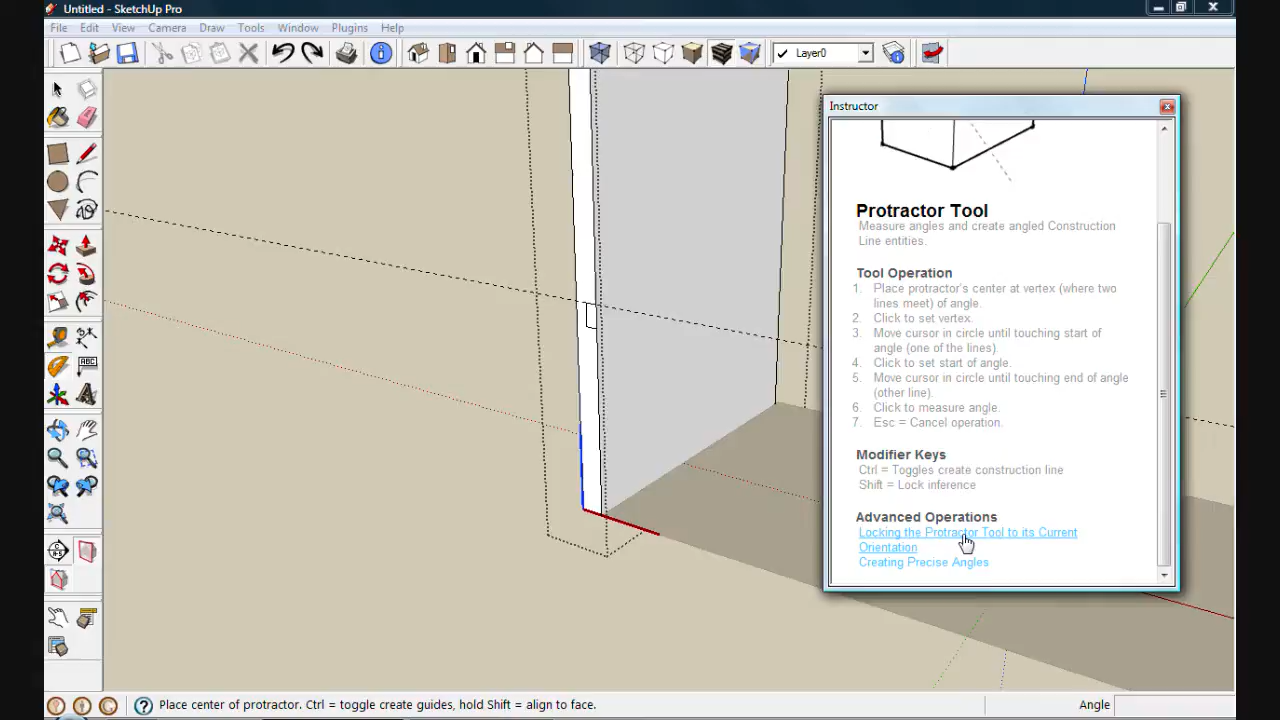 Untitled - SketchUp Pro
File Edit View Camera Draw Tools Window Plugins Help
Layer0
Instructor
Protractor Tool
Measure angles and create angled Construction
Line entities.
Tool Operation
1. Place protractor's center at vertex (where two
lines meet) of angle.
2. Click to set vertex.
3. Move cursor in circle until touching start of
angle (one of the lines).
4. Click to set start of angle.
5. Move cursor in circle until touching end of angle
(other line).
6. Click to measure angle.
7. Esc = Cancel operation.
Modifier Keys
Ctrl = Toggles create construction line
Shift = Lock inference
Advanced Operations
Locking the Protractor Tool to its Current
Orientation
Creating Precise Angles
Place center of protractor. Ctrl = toggle create guides, hold Shift = align to face.
Angle